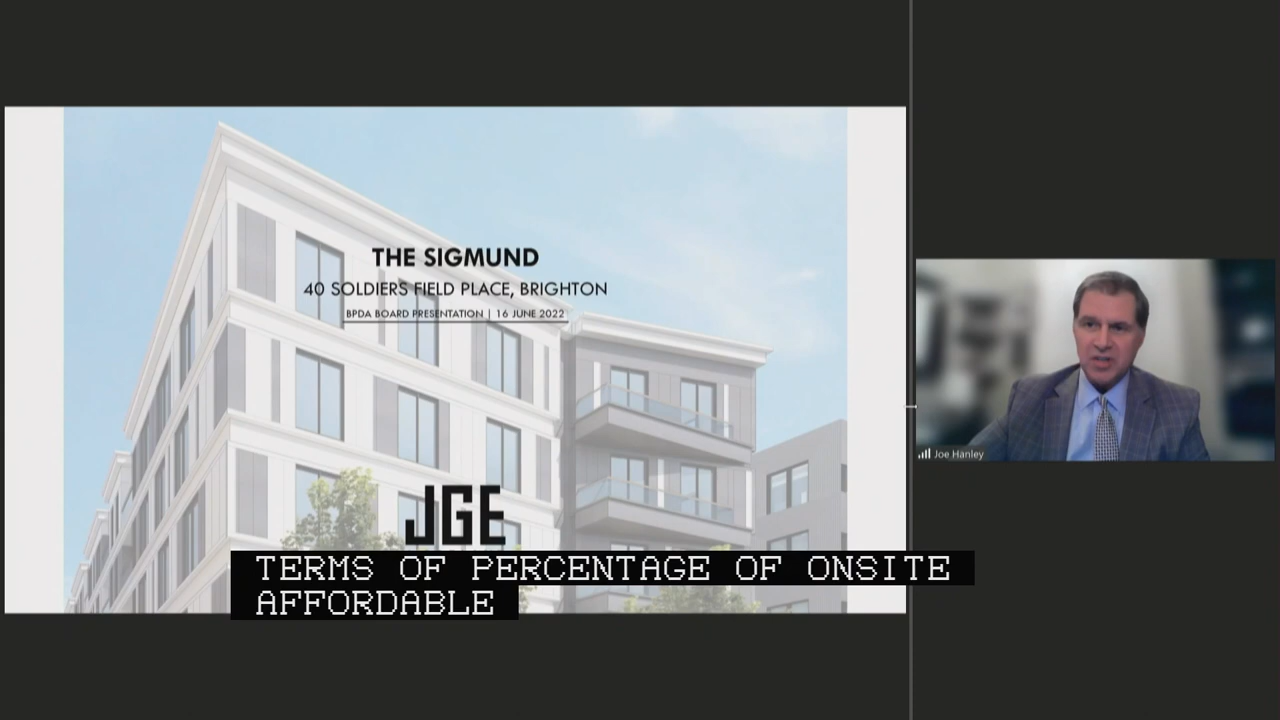 THE SIGMUND
40 SOLDIERS FIELD PLACE, BRIGHTON
BPDA BOARD PRESENTATION | 16 JUNE 2022
JGE
TERMS OF PERCENTAGE OF ONSITE
AFFORDABLE
Joe Hanley